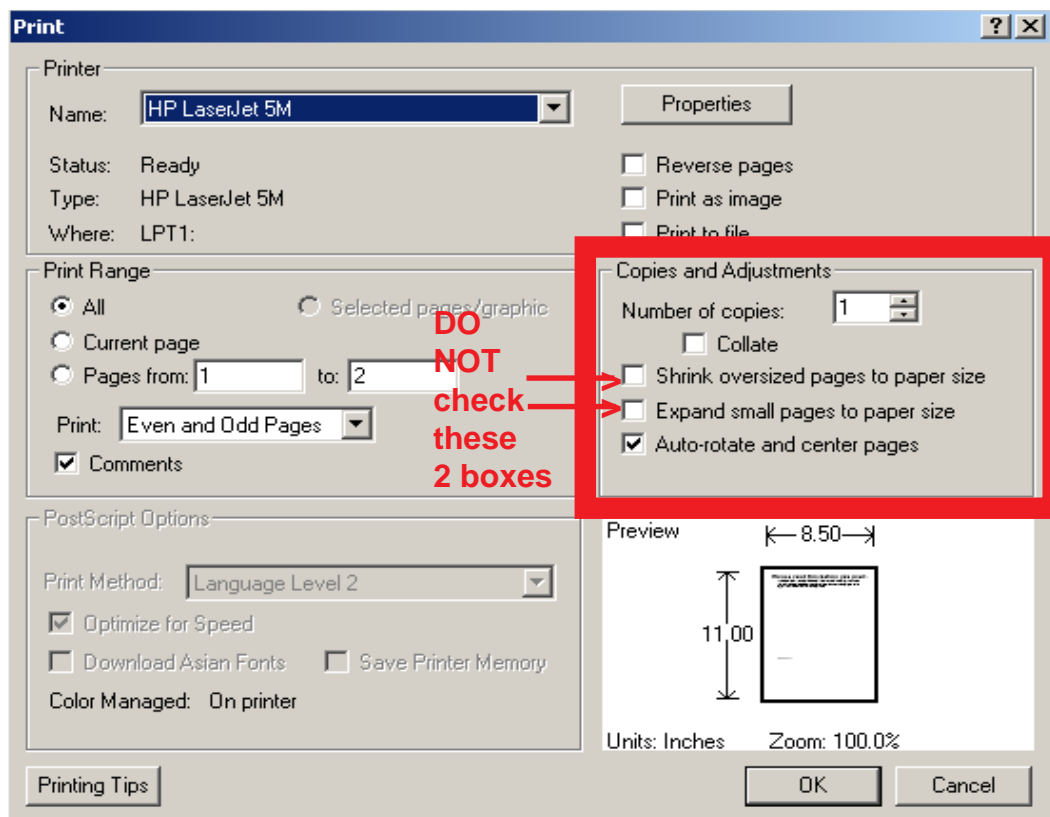 Print
Printer
Name: HP LaserJet 5M
Properties
Status: Ready
Type: HP LaserJet 5M
Where: LPT1:
Reverse pages
Print as image
Print to file
Print Range
All
Selected pages/graphic
Current page
Pages from: 1 to: 2
Print: Even and Odd Pages
Comments
DO
NOT
check
these
2 boxes
Copies and Adjustments
Number of copies: 1
Collate
Shrink oversized pages to paper size
Expand small pages to paper size
Auto-rotate and center pages
PostScript Options
Print Method: Language Level 2
Optimize for Speed
Download Asian Fonts Save Printer Memory
Color Managed: On printer
Preview
8.50
11.00
Units: Inches Zoom: 100.0%
Printing Tips
OK
Cancel